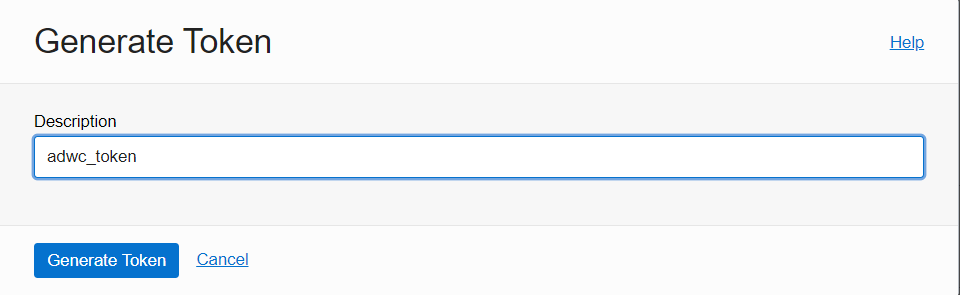 Generate Token
Help
Description
adwc_token
Generate Token
Cancel